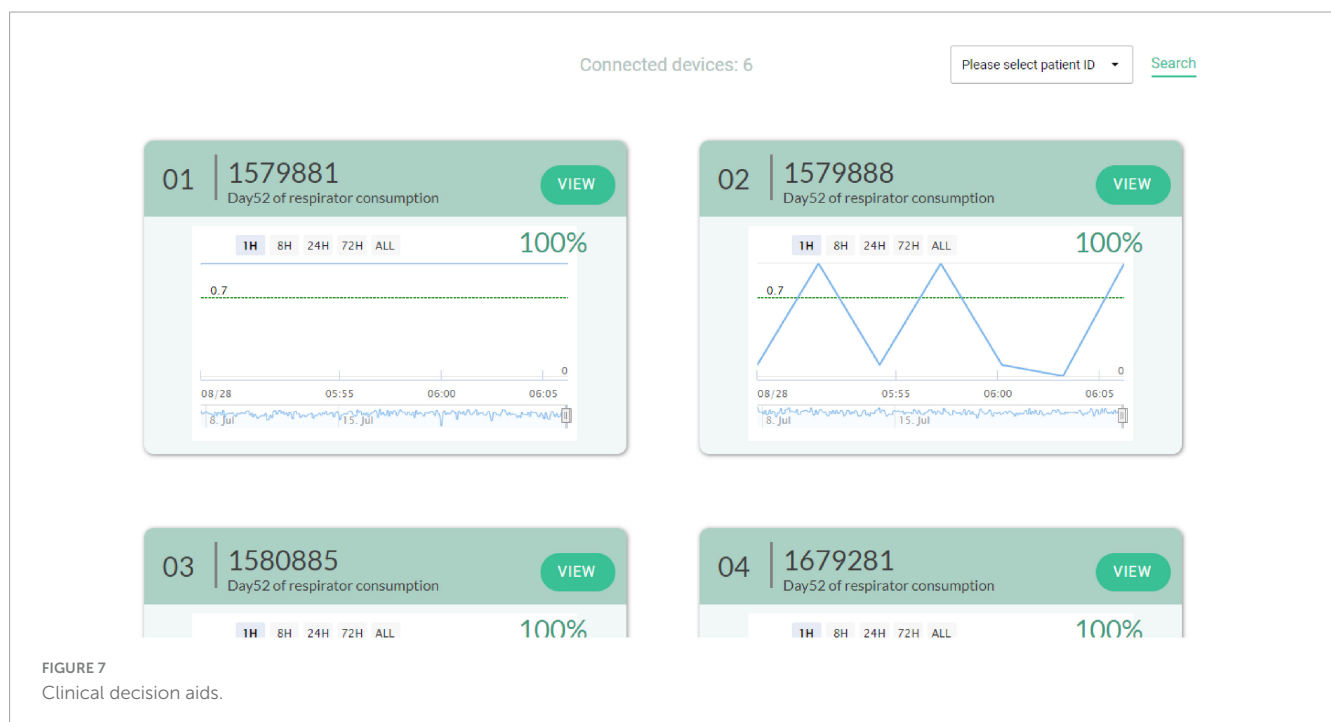 Connected devices: 6
Please select patient ID
Search
01
1579881
Day52 of respirator consumption
VIEW
1H 8H 24H 72H ALL
100%
0.7
0
08/28 05:55 06:00 06:05
8. Jul 15. Jul
02
1579888
Day52 of respirator consumption
VIEW
1H 8H 24H 72H ALL
100%
0.7
0
08/28 05:55 06:00 06:05
8. Jul 15. Jul
03
1580885
Day52 of respirator consumption
VIEW
1H 8H 24H 72H ALL
100%
04
1679281
Day52 of respirator consumption
VIEW
1H 8H 24H 72H ALL
100%
FIGURE 7
Clinical decision aids.